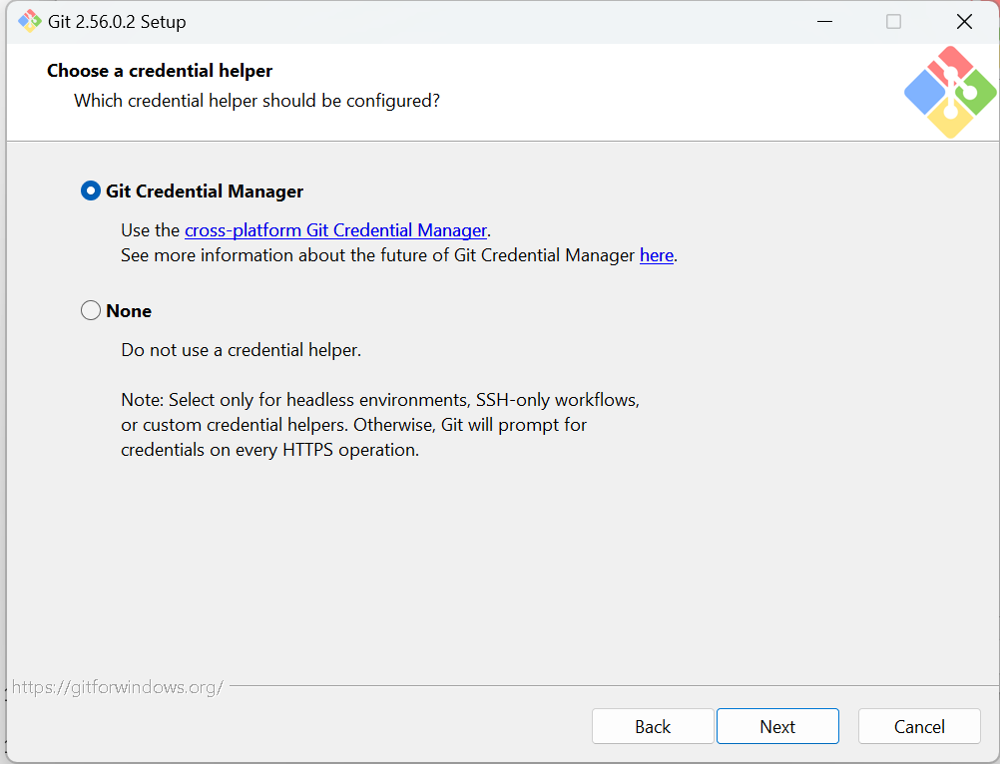 Git 2.56.0.2 Setup
Choose a credential helper
Which credential helper should be configured?
Git Credential Manager
Use the cross-platform Git Credential Manager.
See more information about the future of Git Credential Manager here.
None
Do not use a credential helper.
Note: Select only for headless environments, SSH-only workflows,
or custom credential helpers. Otherwise, Git will prompt for
credentials on every HTTPS operation.
https://gitforwindows.org/
Back Next Cancel